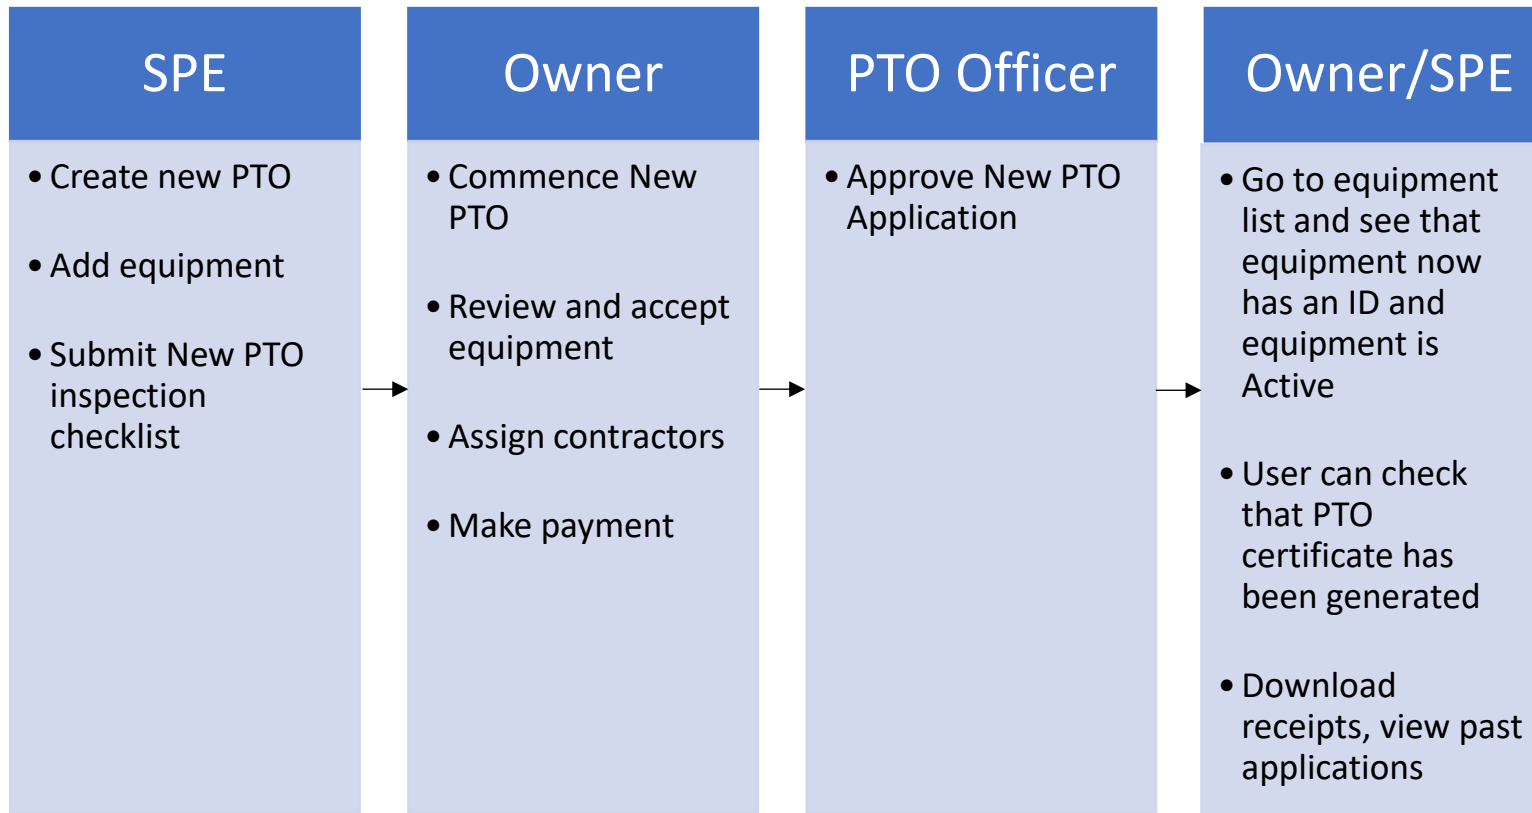 SPE
• Create new PTO
• Add equipment
• Submit New PTO
inspection
checklist
Owner
• Commence New
PTO
• Review and accept
equipment
• Assign contractors
• Make payment
PTO Officer
• Approve New PTO
Application
Owner/SPE
• Go to equipment
list and see that
equipment now
has an ID and
equipment is
Active
• User can check
that PTO
certificate has
been generated
• Download
receipts, view past
applications